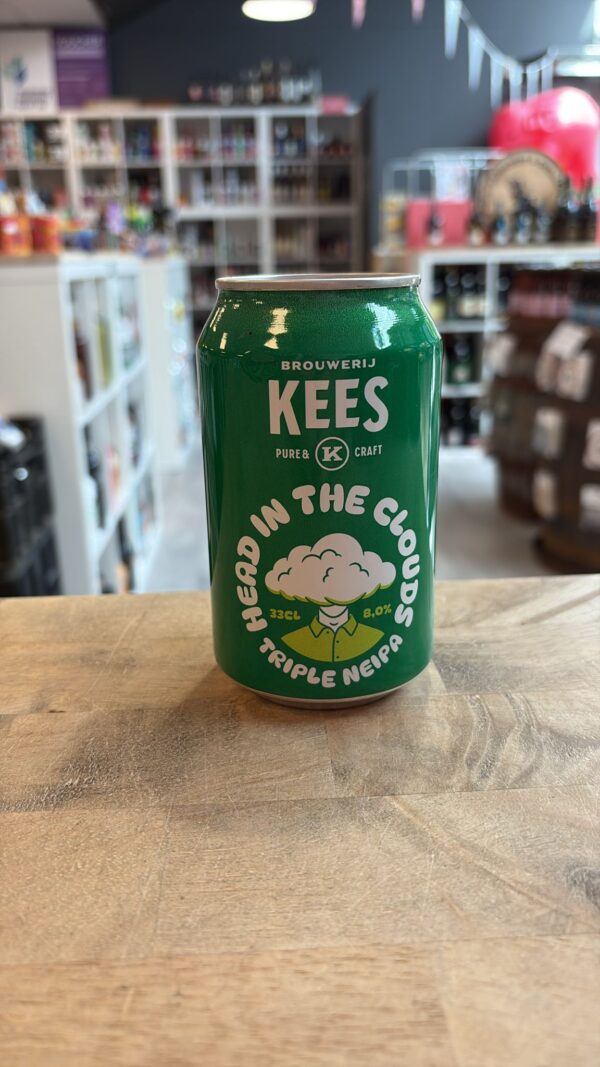 BROUWERIJ
KEES
PURE & K CRAFT
HEAD IN THE CLOUDS
33CL 8,0%
TRIPLE NEIPA